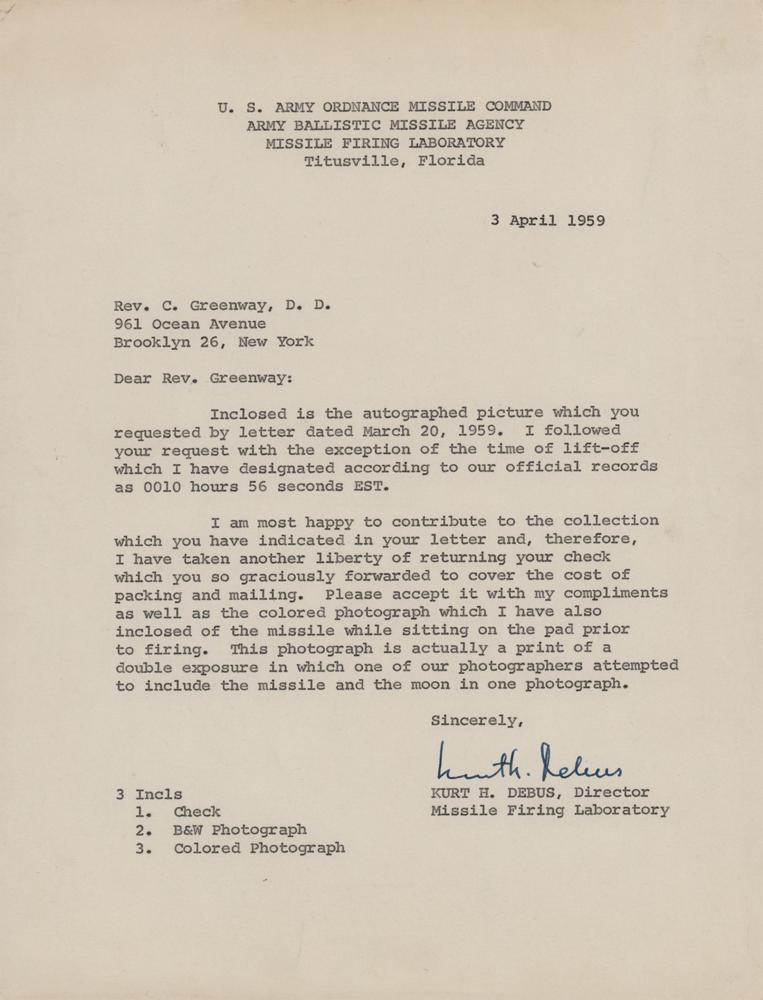 U. S. ARMY ORDNANCE MISSILE COMMAND
ARMY BALLISTIC MISSILE AGENCY
MISSILE FIRING LABORATORY
Titusville, Florida
3 April 1959
Rev. C. Greenway, D. D.
961 Ocean Avenue
Brooklyn 26, New York
Dear Rev. Greenway:
Inclosed is the autographed picture which you
requested by letter dated March 20, 1959. I followed
your request with the exception of the time of lift-off
which I have designated according to our official records
as 0010 hours 56 seconds EST.
I am most happy to contribute to the collection
which you have indicated in your letter and, therefore,
I have taken another liberty of returning your check
which you so graciously forwarded to cover the cost of
packing and mailing. Please accept it with my compliments
as well as the colored photograph which I have also
inclosed of the missile while sitting on the pad prior
to firing. This photograph is actually a print of a
double exposure in which one of our photographers attempted
to include the missile and the moon in one photograph.
Sincerely,
Kurt H. Debus
KURT H. DEBUS, Director
Missile Firing Laboratory
3 Incls
1. Check
2. B&W Photograph
3. Colored Photograph